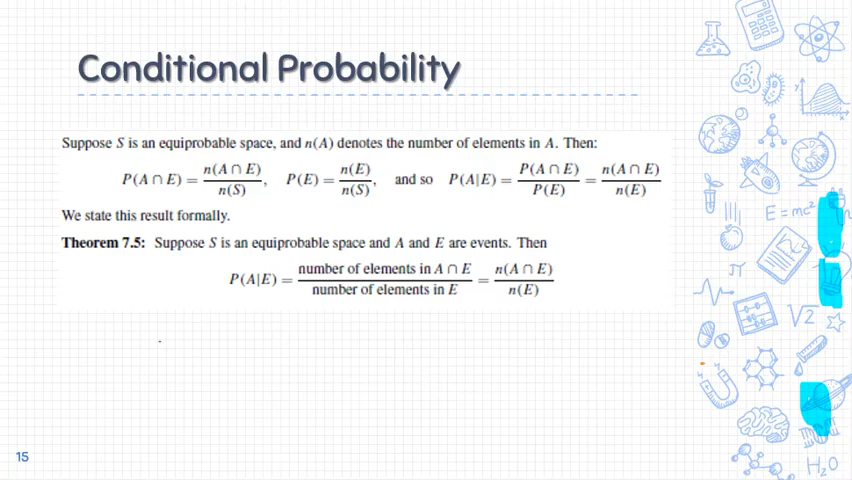 Conditional Probability
Suppose S is an equiprobable space, and n(A) denotes the number of elements in A. Then:
P(A ∩ E) = n(A ∩ E)/n(S), P(E) = n(E)/n(S), and so P(A|E) = P(A ∩ E)/P(E) = n(A ∩ E)/n(E)
We state this result formally.
Theorem 7.5: Suppose S is an equiprobable space and A and E are events. Then
P(A|E) = number of elements in A ∩ E/number of elements in E = n(A ∩ E)/n(E)
15
y
x
E=mc²
π
√2
H₂O